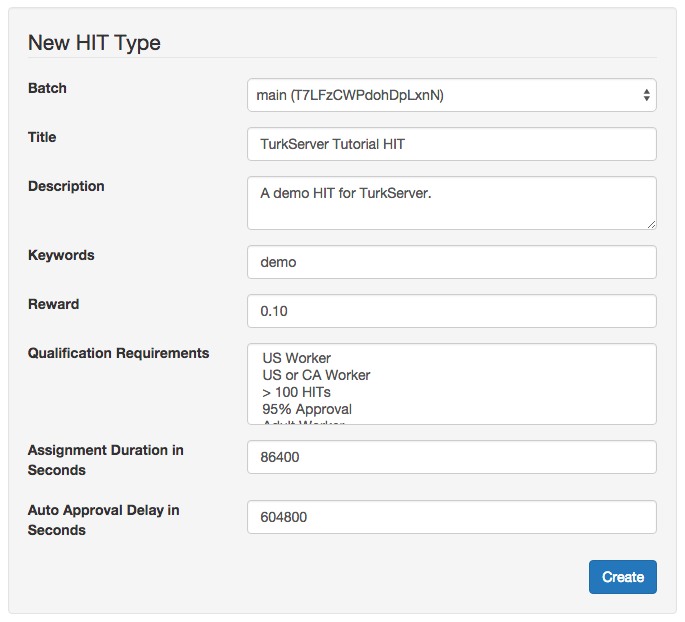 New HIT Type
Batch
main (T7LFzCWPdohDpLxnN)
Title
TurkServer Tutorial HIT
Description
A demo HIT for TurkServer.
Keywords
demo
Reward
0.10
Qualification Requirements
US Worker
US or CA Worker
> 100 HITs
95% Approval
Adult Worker
Assignment Duration in
Seconds
86400
Auto Approval Delay in
Seconds
604800
Create